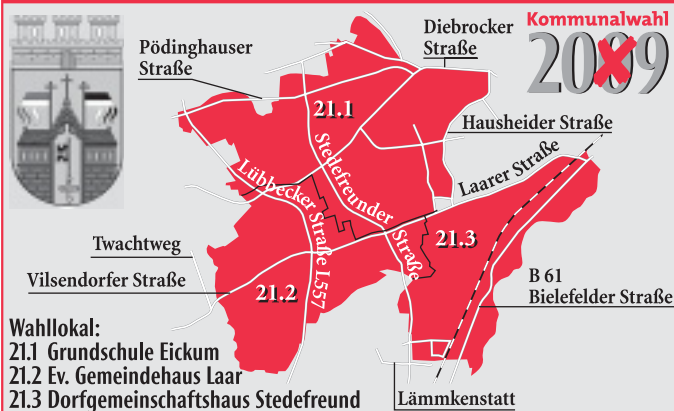 Kommunalwahl
2009
Diebrocker
Straße
Pödinghauser
Straße
21.1
Hausheider Straße
Stedefreunder
Straße
Laarer Straße
Lübbecker Straße L557
21.3
Twachtweg
Vilsendorfer Straße
21.2
B 61
Bielefelder Straße
Wahllokal:
21.1 Grundschule Eickum
21.2 Ev. Gemeindehaus Laar
21.3 Dorfgemeinschaftshaus Stedefreund
Lämmkenstatt